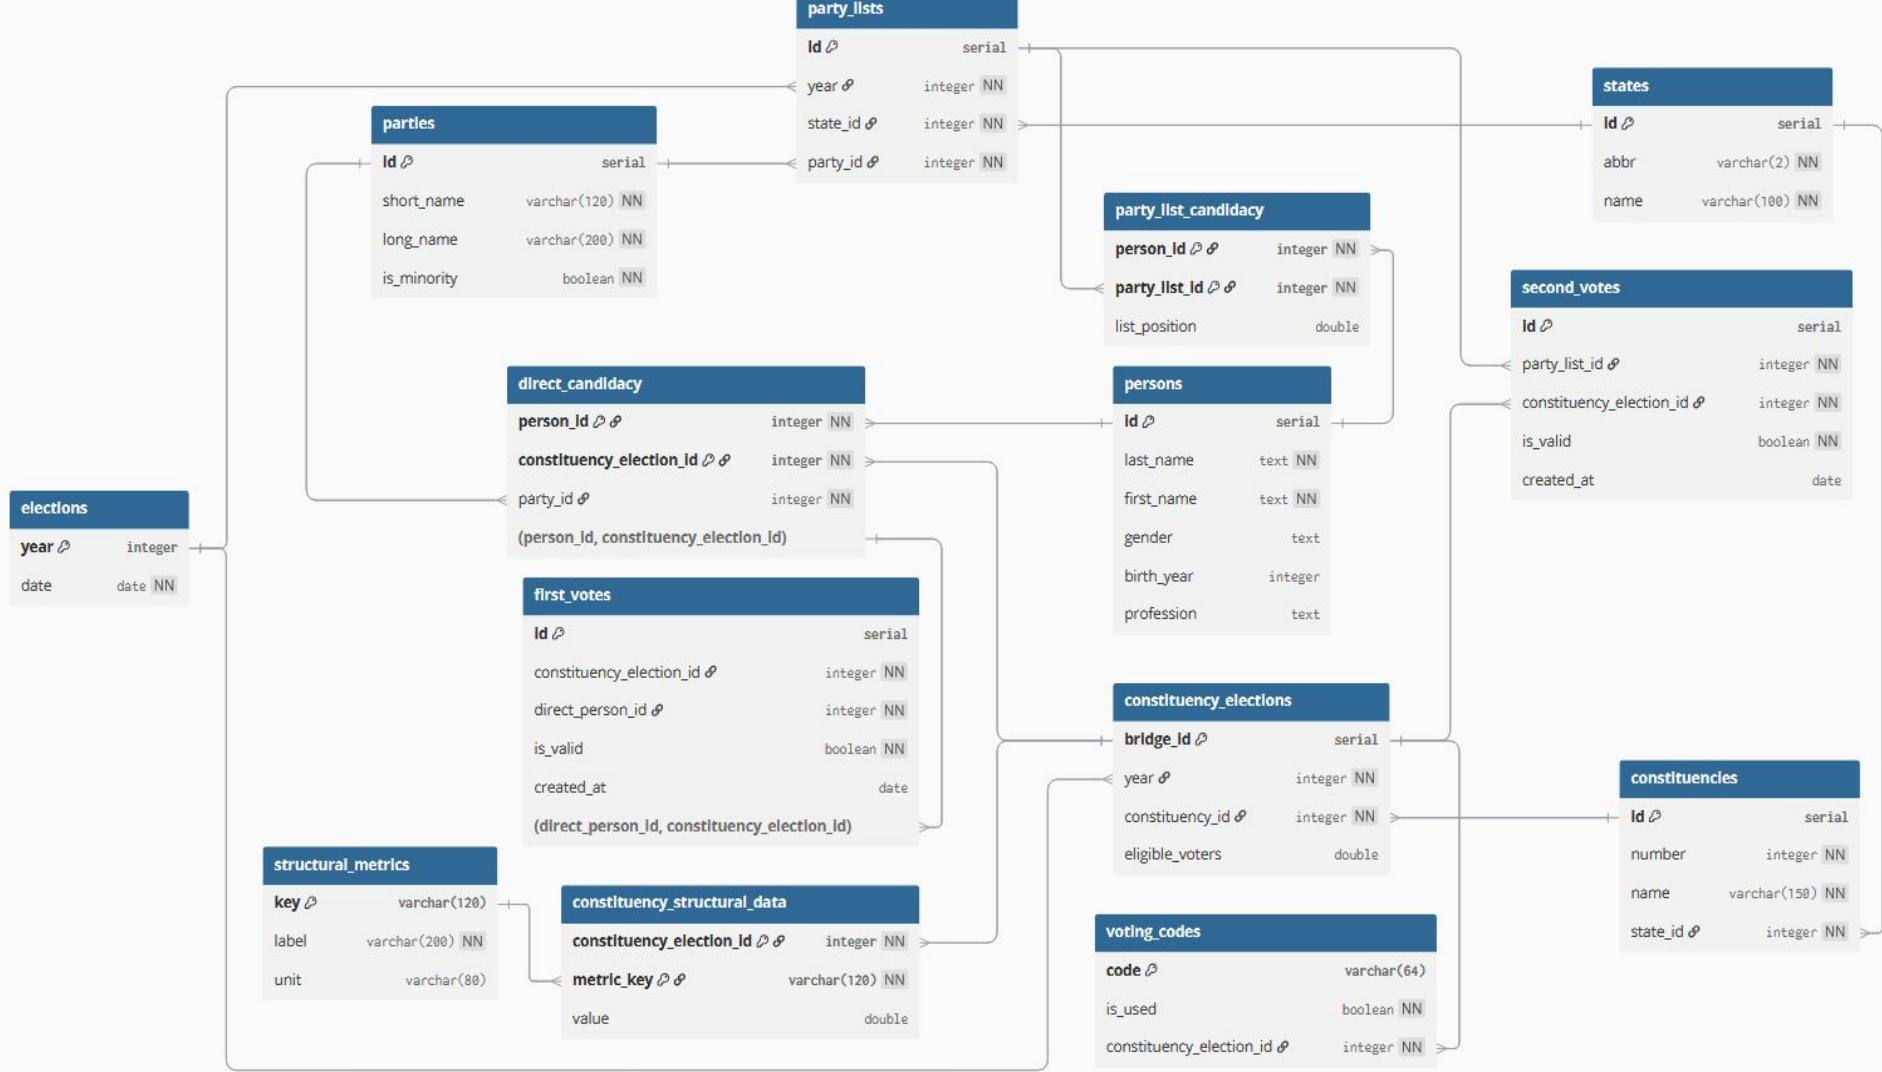 party_lists
id serial
year integer NN
state_id integer NN
party_id integer NN
states
id serial
abbr varchar(2) NN
name varchar(100) NN
parties
id serial
short_name varchar(120) NN
long_name varchar(200) NN
is_minority boolean NN
party_list_candidacy
person_id integer NN
party_list_id integer NN
list_position double
second_votes
id serial
party_list_id integer NN
constituency_election_id integer NN
is_valid boolean NN
created_at date
direct_candidacy
person_id integer NN
constituency_election_id integer NN
party_id integer NN
(person_id, constituency_election_id)
persons
id serial
last_name text NN
first_name text NN
gender text
birth_year integer
profession text
elections
year integer
date date NN
first_votes
id serial
constituency_election_id integer NN
direct_person_id integer NN
is_valid boolean NN
created_at date
(direct_person_id, constituency_election_id)
constituency_elections
bridge_id serial
year integer NN
constituency_id integer NN
eligible_voters double
constituencies
id serial
number integer NN
name varchar(150) NN
state_id integer NN
structural_metrics
key varchar(120)
label varchar(200) NN
unit varchar(80)
constituency_structural_data
constituency_election_id integer NN
metric_key varchar(120) NN
value double
voting_codes
code varchar(64)
is_used boolean NN
constituency_election_id integer NN